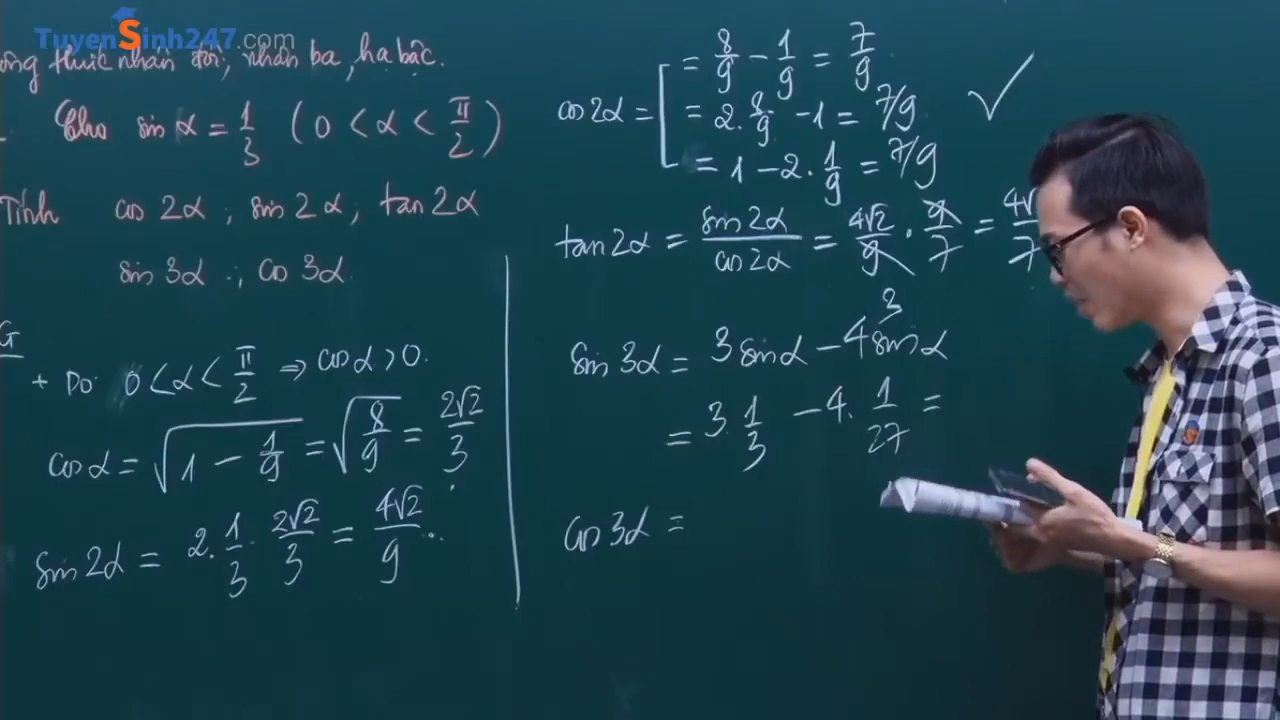 TuyenSinh247.com
ông thức nhân đôi, nhân ba, hạ bậc.
Cho sin α = 1/3 (0 < α < π/2)
Tính cos 2α ; sin 2α ; tan 2α
sin 3α ; cos 3α.
G
+ Do 0 < α < π/2 ⇒ cos α > 0.
cos α = √(1 − 1/9) = √(8/9) = 2√2/3.
sin 2α = 2 . 1/3 . 2√2/3 = 4√2/9 .
cos 2α = [ = 8/9 − 1/9 = 7/9.
= 2 . 8/9 − 1 = 7/9 ✓
= 1 − 2 . 1/9 = 7/9
tan 2α = sin 2α/cos 2α = 4√2/9 . 9/7 = 4√/7
sin 3α = 3 sin α − 4 sin³ α
= 3 . 1/3 − 4 . 1/27 =
cos 3α =